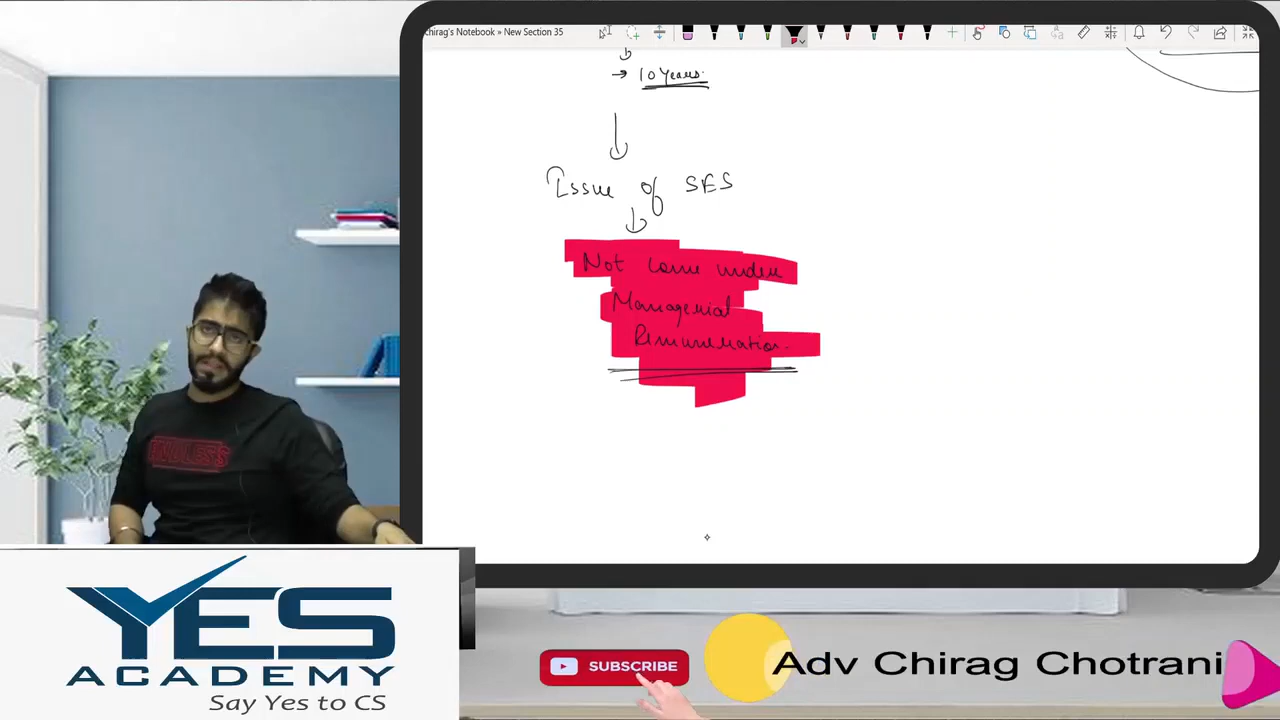 chirag's Notebook » New Section 35
→ 10 Years.
Issue of SES
Not come under
Managerial
Remuneration.
ENDLESS
YES
ACADEMY
Say Yes to CS
SUBSCRIBE
Adv Chirag Chotrani